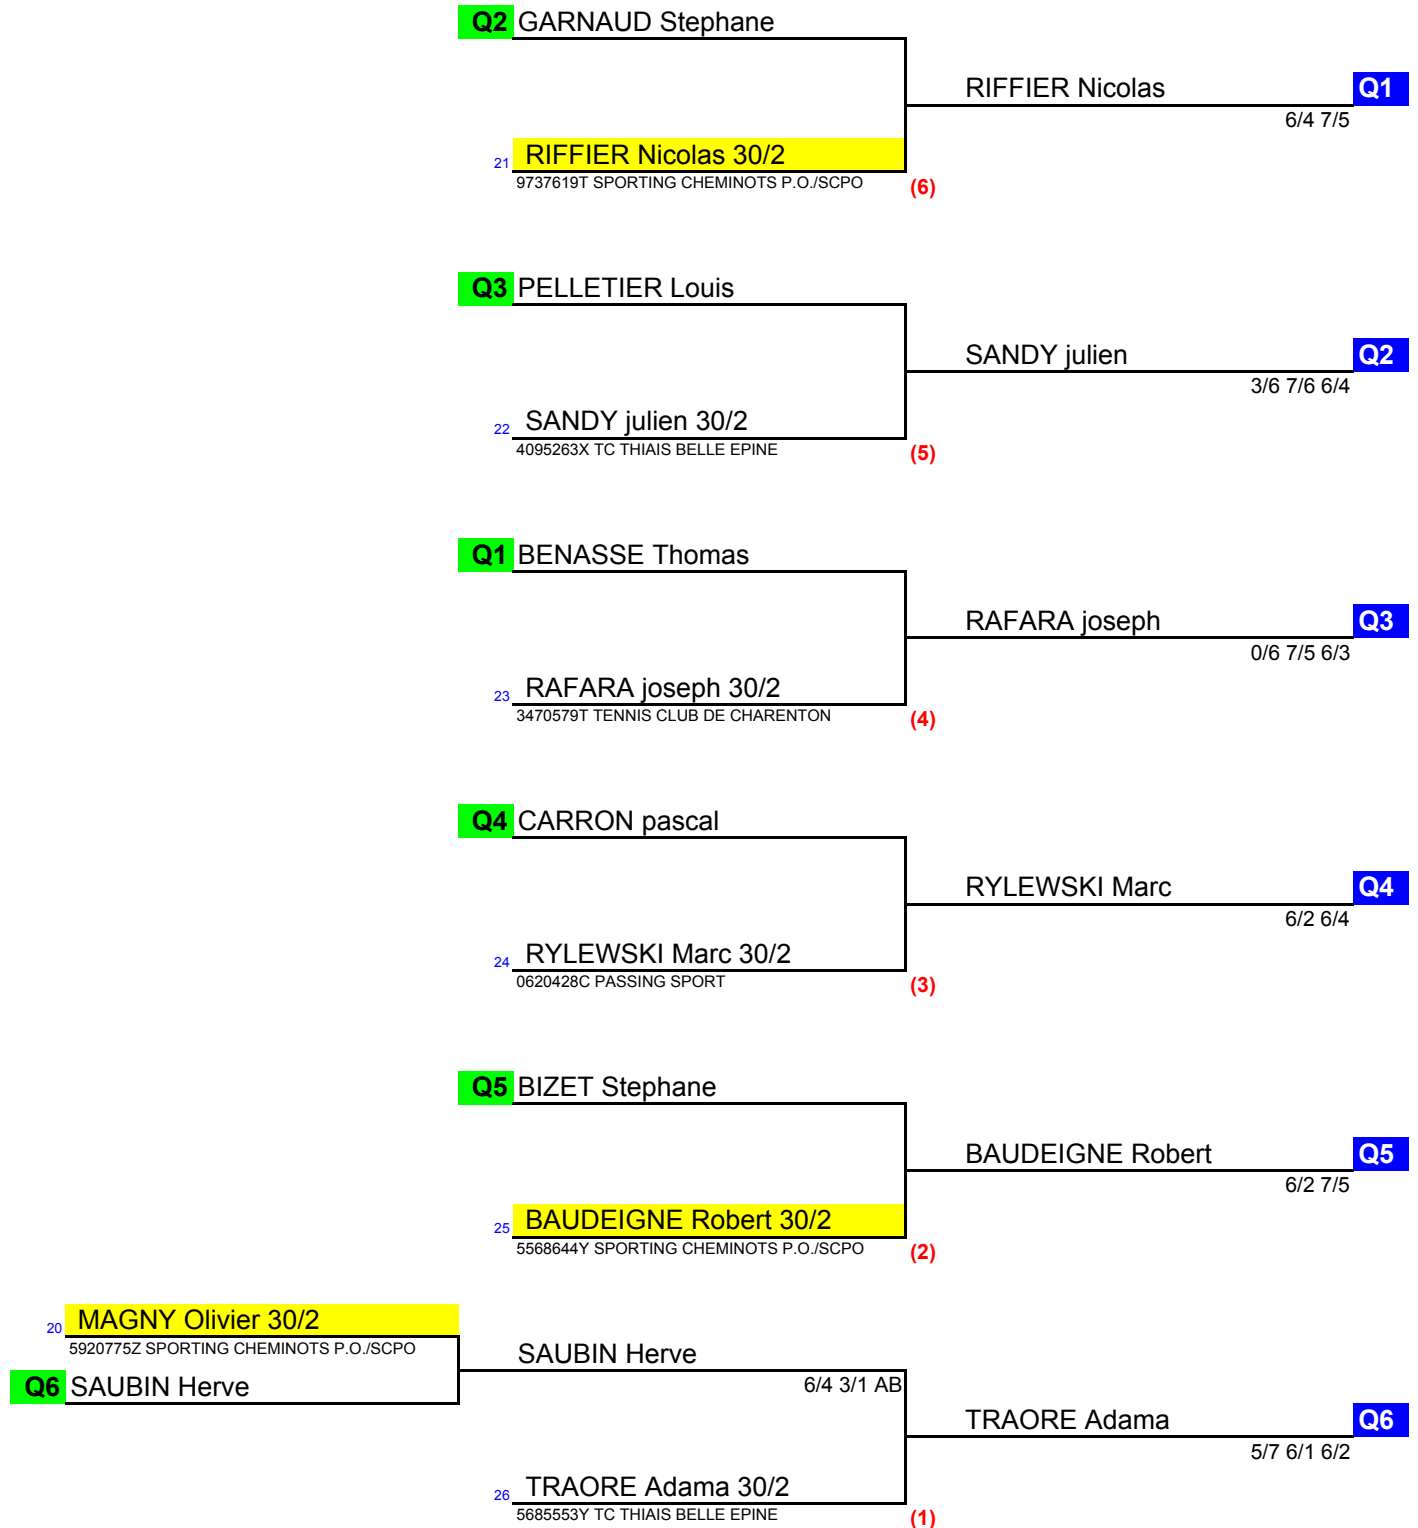 Q2 GARNAUD Stephane
RIFFIER Nicolas Q1
6/4 7/5
21 RIFFIER Nicolas 30/2
9737619T SPORTING CHEMINOTS P.O./SCPO (6)
Q3 PELLETIER Louis
SANDY julien Q2
3/6 7/6 6/4
22 SANDY julien 30/2
4095263X TC THIAIS BELLE EPINE (5)
Q1 BENASSE Thomas
RAFARA joseph Q3
0/6 7/5 6/3
23 RAFARA joseph 30/2
3470579T TENNIS CLUB DE CHARENTON (4)
Q4 CARRON pascal
RYLEWSKI Marc Q4
6/2 6/4
24 RYLEWSKI Marc 30/2
0620428C PASSING SPORT (3)
Q5 BIZET Stephane
BAUDEIGNE Robert Q5
6/2 7/5
25 BAUDEIGNE Robert 30/2
5568644Y SPORTING CHEMINOTS P.O./SCPO (2)
20 MAGNY Olivier 30/2
5920775Z SPORTING CHEMINOTS P.O./SCPO
SAUBIN Herve
Q6 SAUBIN Herve
6/4 3/1 AB
TRAORE Adama Q6
5/7 6/1 6/2
26 TRAORE Adama 30/2
5685553Y TC THIAIS BELLE EPINE (1)